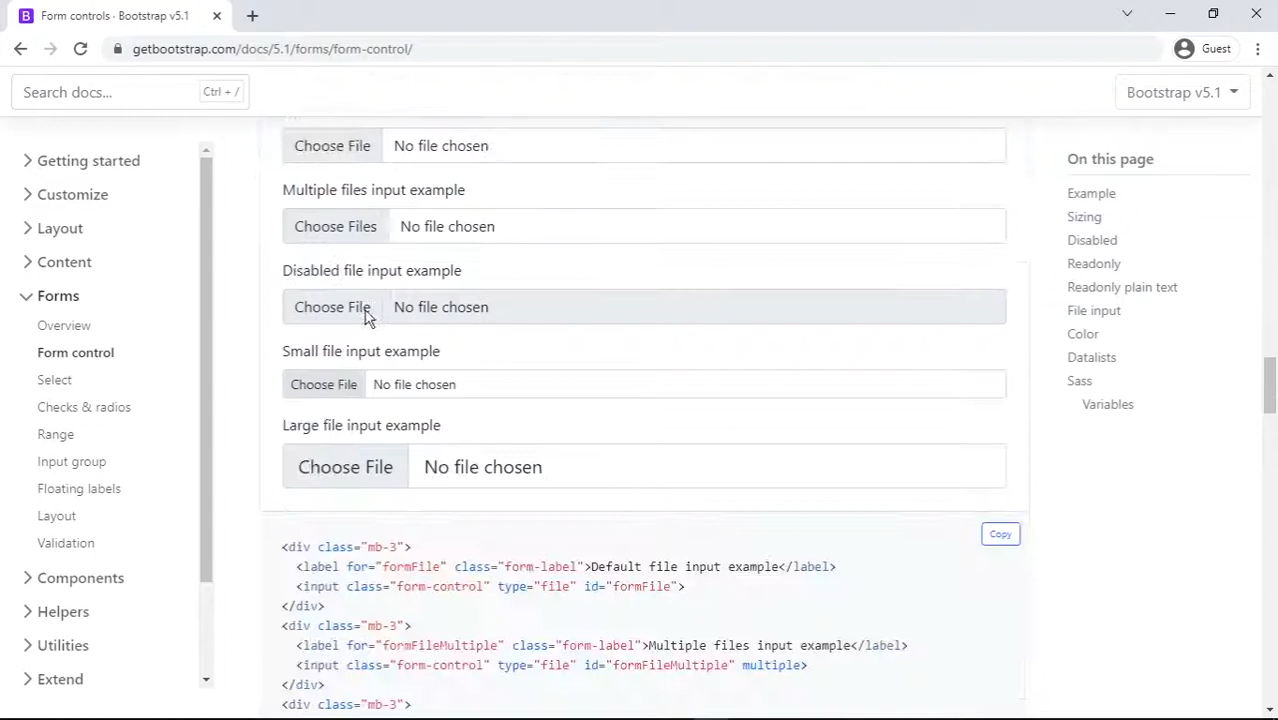 Form controls · Bootstrap v5.1
getbootstrap.com/docs/5.1/forms/form-control/
Guest
Search docs...
Ctrl + /
Bootstrap v5.1
Getting started
Customize
Layout
Content
Forms
Overview
Form control
Select
Checks & radios
Range
Input group
Floating labels
Layout
Validation
Components
Helpers
Utilities
Extend
Choose File No file chosen
Multiple files input example
Choose Files No file chosen
Disabled file input example
Choose File No file chosen
Small file input example
Choose File No file chosen
Large file input example
Choose File No file chosen
Copy
<div class="mb-3">
<label for="formFile" class="form-label">Default file input example</label>
<input class="form-control" type="file" id="formFile">
</div>
<div class="mb-3">
<label for="formFileMultiple" class="form-label">Multiple files input example</label>
<input class="form-control" type="file" id="formFileMultiple" multiple>
</div>
<div class="mb-3">
On this page
Example
Sizing
Disabled
Readonly
Readonly plain text
File input
Color
Datalists
Sass
Variables